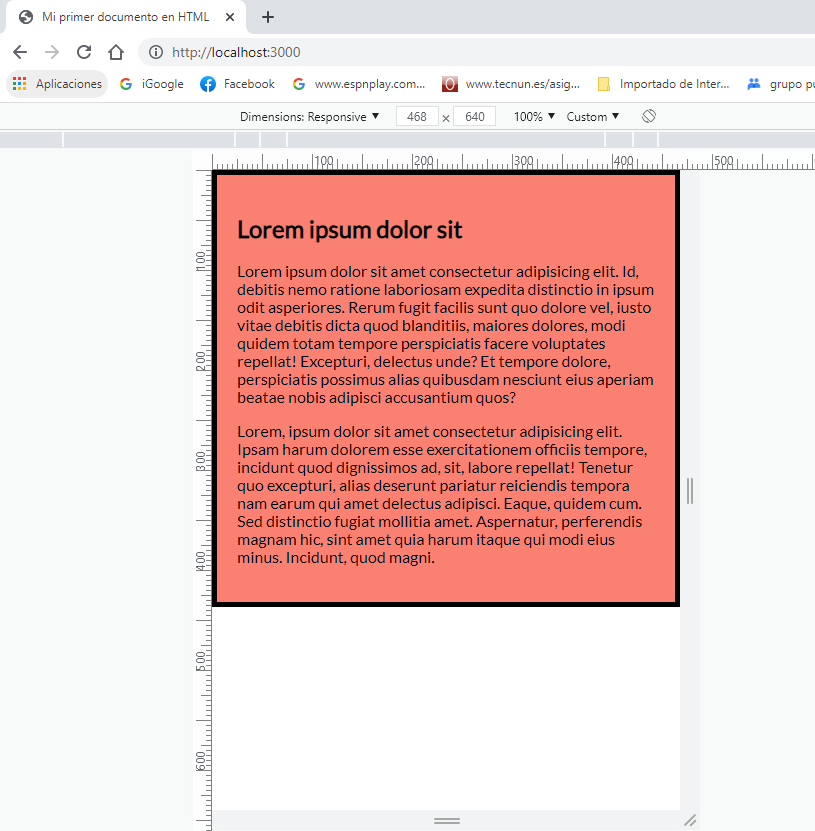 Mi primer documento en HTML
http://localhost:3000
Aplicaciones iGoogle Facebook www.espnplay.com... www.tecnun.es/asig... Importado de Inter... grupo pu
Dimensions: Responsive ▼ 468 × 640 100% ▼ Custom ▼
100 200 300 400 500
Lorem ipsum dolor sit
Lorem ipsum dolor sit amet consectetur adipisicing elit. Id,
debitis nemo ratione laboriosam expedita distinctio in ipsum
odit asperiores. Rerum fugit facilis sunt quo dolore vel, iusto
vitae debitis dicta quod blanditiis, maiores dolores, modi
quidem totam tempore perspiciatis facere voluptates
repellat! Excepturi, delectus unde? Et tempore dolore,
perspiciatis possimus alias quibusdam nesciunt eius aperiam
beatae nobis adipisci accusantium quos?
Lorem, ipsum dolor sit amet consectetur adipisicing elit.
Ipsam harum dolorem esse exercitationem officiis tempore,
incidunt quod dignissimos ad, sit, labore repellat! Tenetur
quo excepturi, alias deserunt pariatur reiciendis tempora
nam earum qui amet delectus adipisci. Eaque, quidem cum.
Sed distinctio fugiat mollitia amet. Aspernatur, perferendis
magnam hic, sint amet quia harum itaque qui modi eius
minus. Incidunt, quod magni.
100
200
300
400
500
600